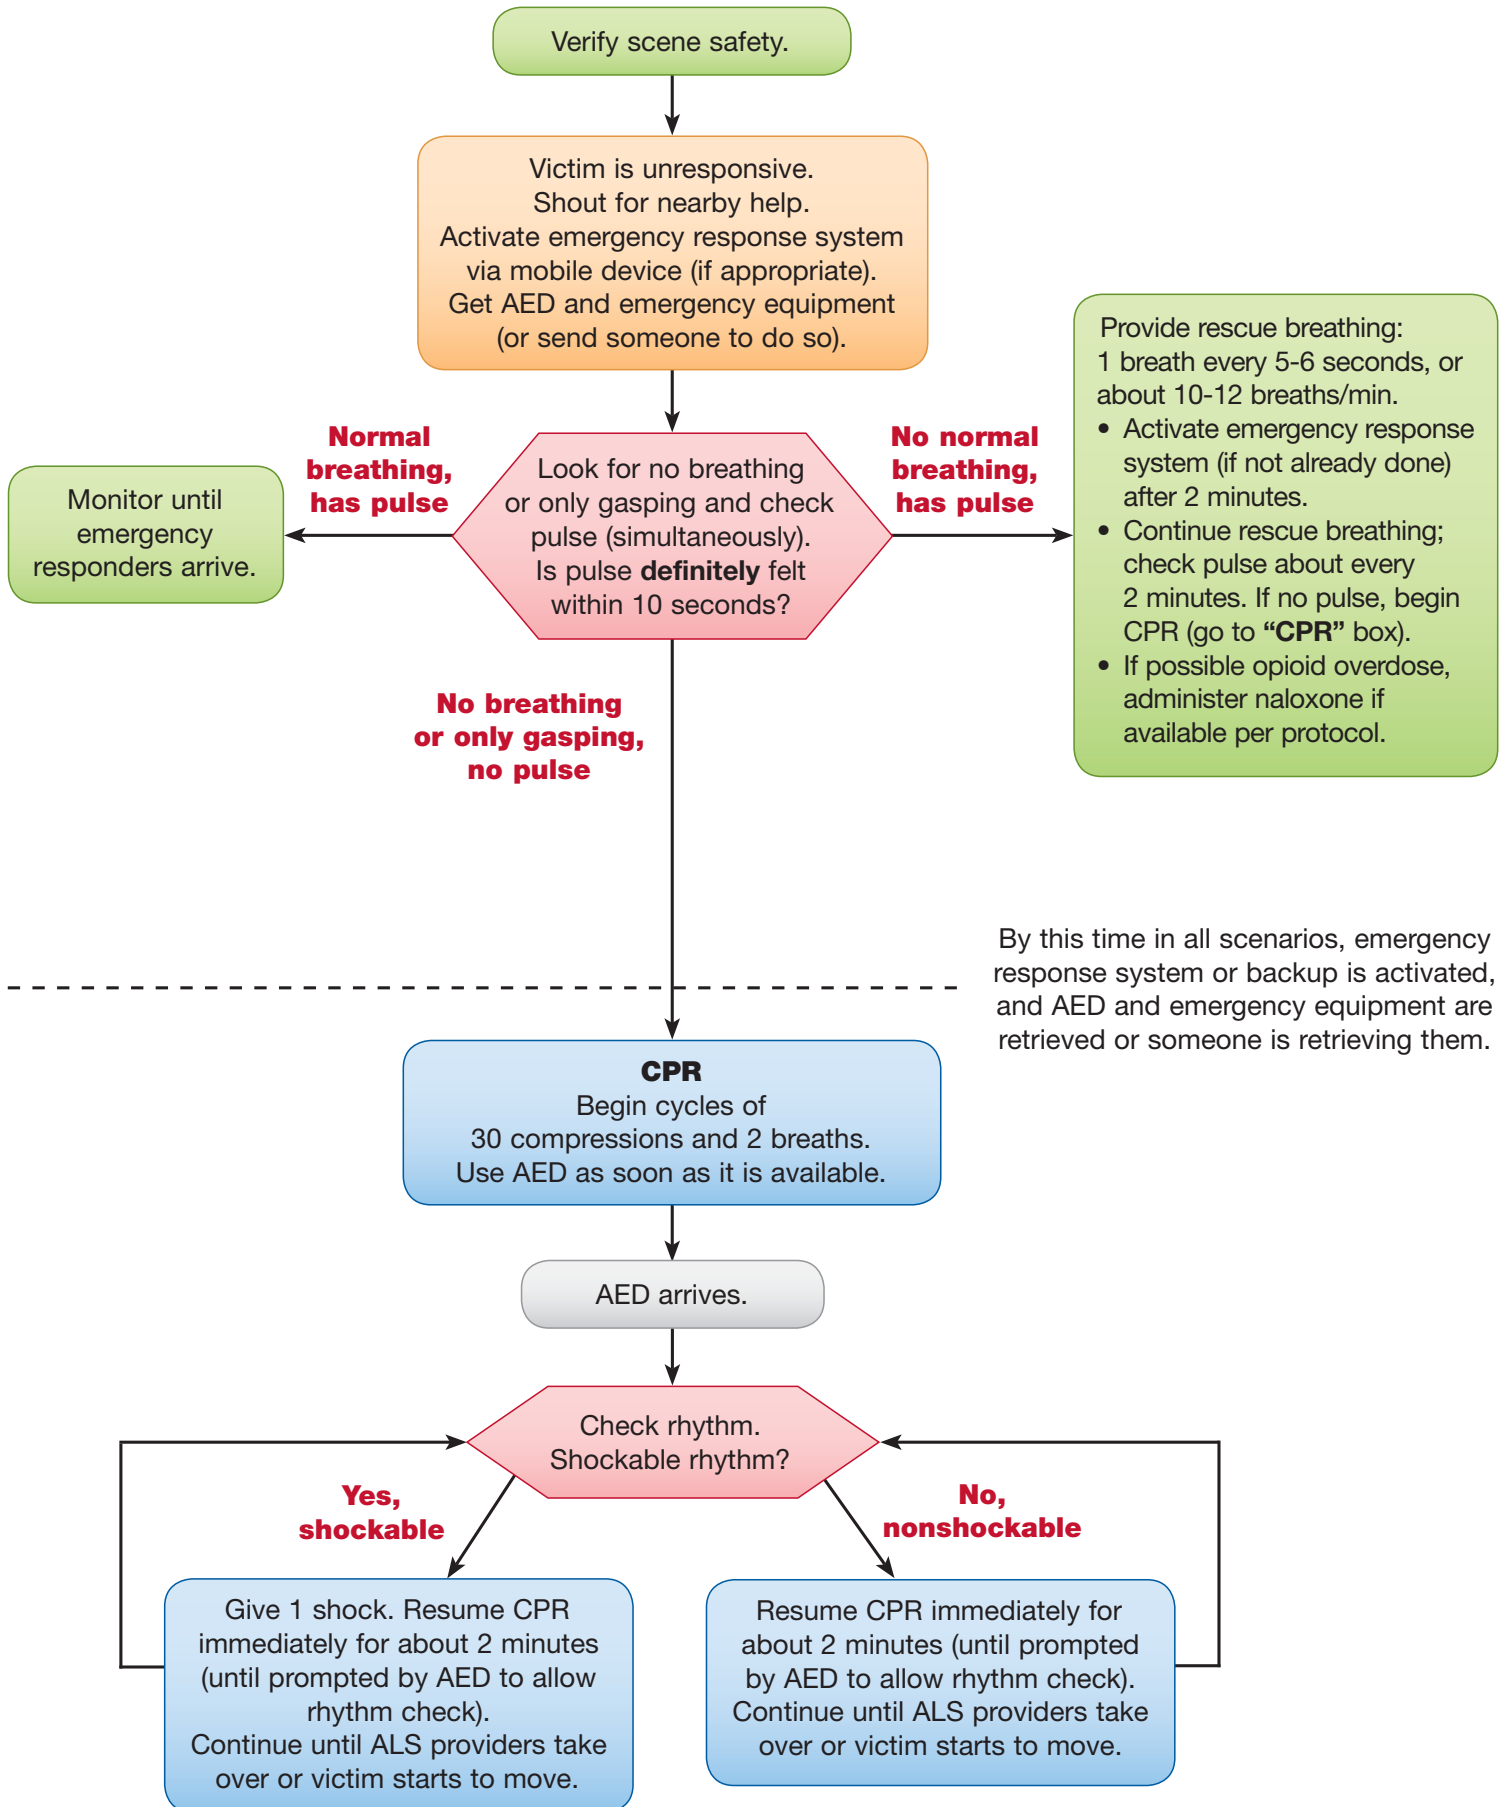 Verify scene safety.
Victim is unresponsive.
Shout for nearby help.
Activate emergency response system
via mobile device (if appropriate).
Get AED and emergency equipment
(or send someone to do so).
Normal
breathing,
has pulse
Look for no breathing
or only gasping and check
pulse (simultaneously).
Is pulse definitely felt
within 10 seconds?
No normal
breathing,
has pulse
Monitor until
emergency
responders arrive.
Provide rescue breathing:
1 breath every 5-6 seconds, or
about 10-12 breaths/min.
• Activate emergency response
system (if not already done)
after 2 minutes.
• Continue rescue breathing;
check pulse about every
2 minutes. If no pulse, begin
CPR (go to “CPR” box).
• If possible opioid overdose,
administer naloxone if
available per protocol.
No breathing
or only gasping,
no pulse
By this time in all scenarios, emergency
response system or backup is activated,
and AED and emergency equipment are
retrieved or someone is retrieving them.
CPR
Begin cycles of
30 compressions and 2 breaths.
Use AED as soon as it is available.
AED arrives.
Check rhythm.
Shockable rhythm?
Yes,
shockable
No,
nonshockable
Give 1 shock. Resume CPR
immediately for about 2 minutes
(until prompted by AED to allow
rhythm check).
Continue until ALS providers take
over or victim starts to move.
Resume CPR immediately for
about 2 minutes (until prompted
by AED to allow rhythm check).
Continue until ALS providers take
over or victim starts to move.